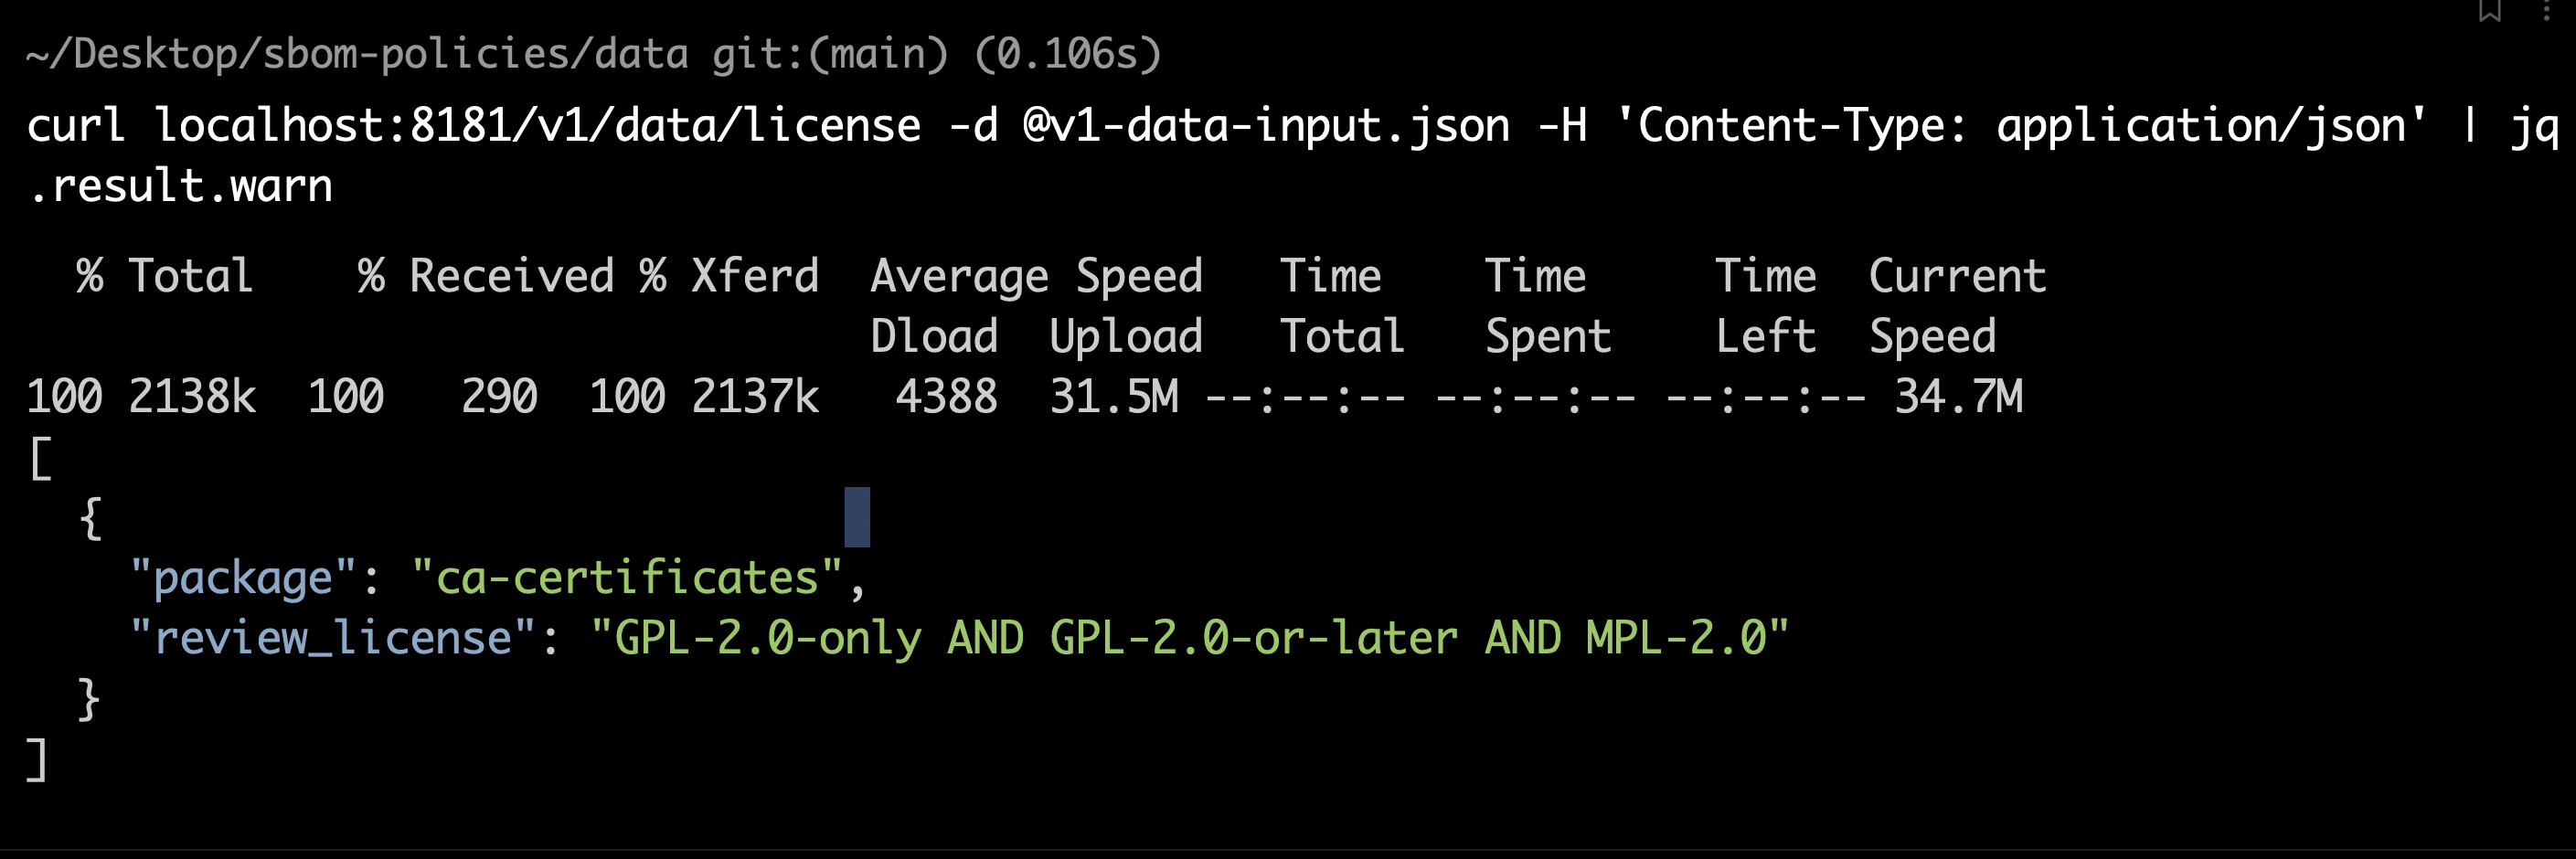 ~/Desktop/sbom-policies/data git:(main) (0.106s)
curl localhost:8181/v1/data/license -d @v1-data-input.json -H 'Content-Type: application/json' | jq
.result.warn
  % Total    % Received % Xferd  Average Speed   Time    Time     Time  Current
                                 Dload  Upload   Total   Spent    Left  Speed
100 2138k  100   290  100 2137k   4388  31.5M --:--:-- --:--:-- --:--:-- 34.7M
[
  {
    "package": "ca-certificates",
    "review_license": "GPL-2.0-only AND GPL-2.0-or-later AND MPL-2.0"
  }
]